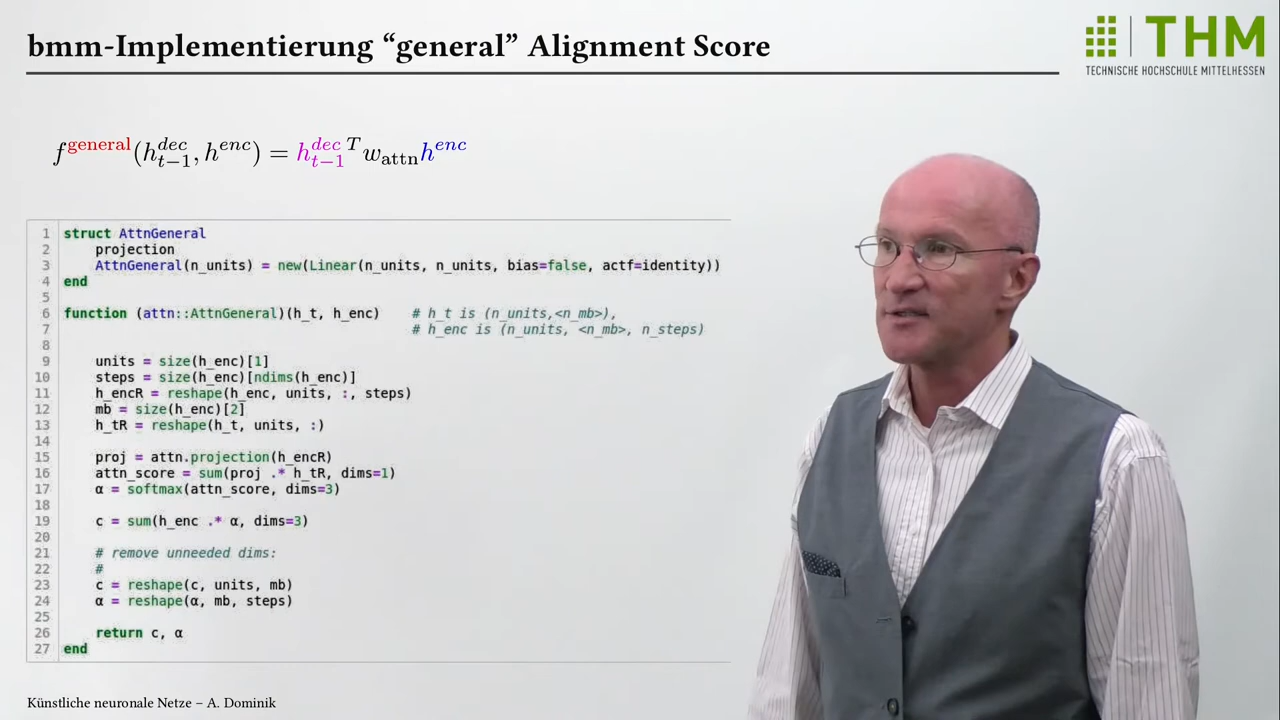 bmm-Implementierung “general” Alignment Score
THM
TECHNISCHE HOCHSCHULE MITTELHESSEN
f^general(h_{t-1}^{dec}, h^{enc}) = h_{t-1}^{dec T} w_attn h^{enc}
1 struct AttnGeneral
2     projection
3     AttnGeneral(n_units) = new(Linear(n_units, n_units, bias=false, actf=identity))
4 end
5
6 function (attn::AttnGeneral)(h_t, h_enc)    # h_t is (n_units,<n_mb>),
7                                             # h_enc is (n_units, <n_mb>, n_steps)
8
9     units = size(h_enc)[1]
10     steps = size(h_enc)[ndims(h_enc)]
11     h_encR = reshape(h_enc, units, :, steps)
12     mb = size(h_enc)[2]
13     h_tR = reshape(h_t, units, :)
14
15     proj = attn.projection(h_encR)
16     attn_score = sum(proj .* h_tR, dims=1)
17     α = softmax(attn_score, dims=3)
18
19     c = sum(h_enc .* α, dims=3)
20
21     # remove unneeded dims:
22     #
23     c = reshape(c, units, mb)
24     α = reshape(α, mb, steps)
25
26     return c, α
27 end
Künstliche neuronale Netze – A. Dominik